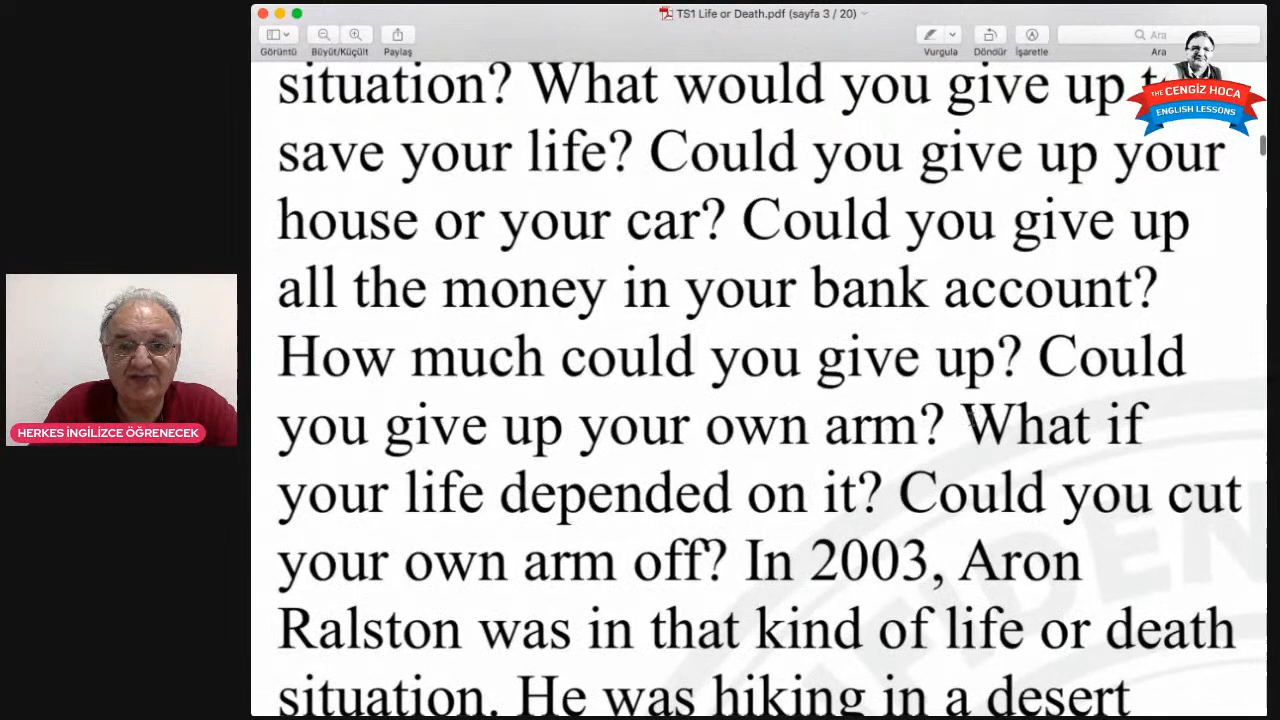 TS1 Life or Death.pdf (sayfa 3 / 20)
Görüntü
Büyüt/Küçült
Paylaş
Vurgula
Döndür
İşaretle
Ara
Ara
THE CENGİZ HOCA
ENGLISH LESSONS
situation? What would you give up
save your life? Could you give up your
house or your car? Could you give up
all the money in your bank account?
How much could you give up? Could
you give up your own arm? What if
your life depended on it? Could you cut
your own arm off? In 2003, Aron
Ralston was in that kind of life or death
situation. He was hiking in a desert
HERKES İNGİLİZCE ÖĞRENECEK